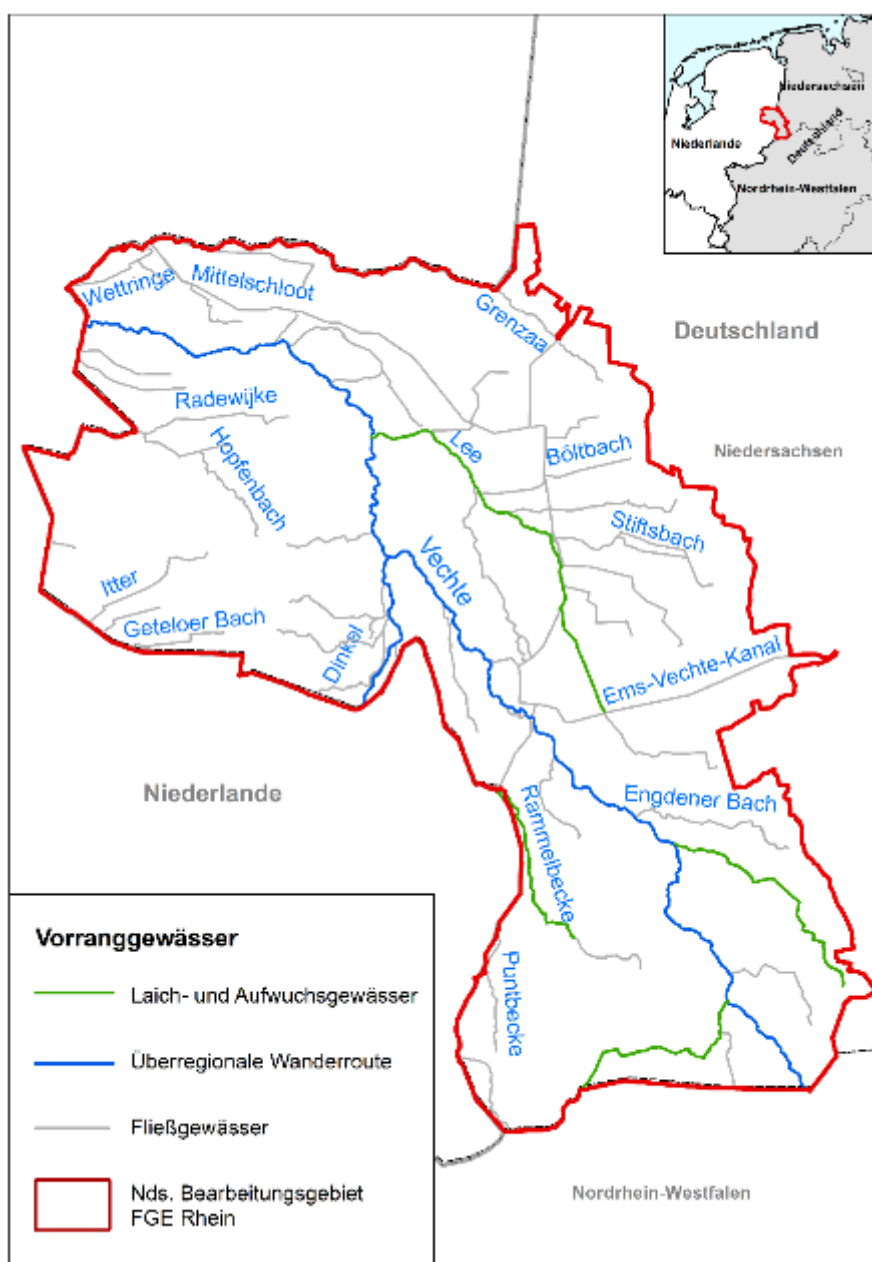 Niedersachsen
Niederlande
Deutschland
Nordrhein-Westfalen
Wettringe
Mittelschloot
Grenzaa
Deutschland
Radewijke
Lee
Böltbach
Niedersachsen
Hopfenbach
Stiftsbach
Vechte
Itter
Geteloer Bach
Dinkel
Ems-Vechte-Kanal
Niederlande
Engdener Bach
Rammelbecke
Puntbecke
Vorranggewässer
Laich- und Aufwuchsgewässer
Überregionale Wanderroute
Fließgewässer
Nds. Bearbeitungsgebiet
FGE Rhein
Nordrhein-Westfalen